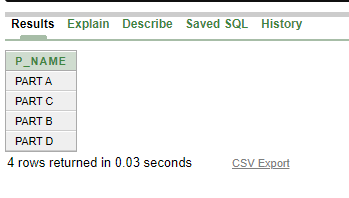 Results Explain Describe Saved SQL History
P_NAME
PART A
PART C
PART B
PART D
4 rows returned in 0.03 seconds CSV Export